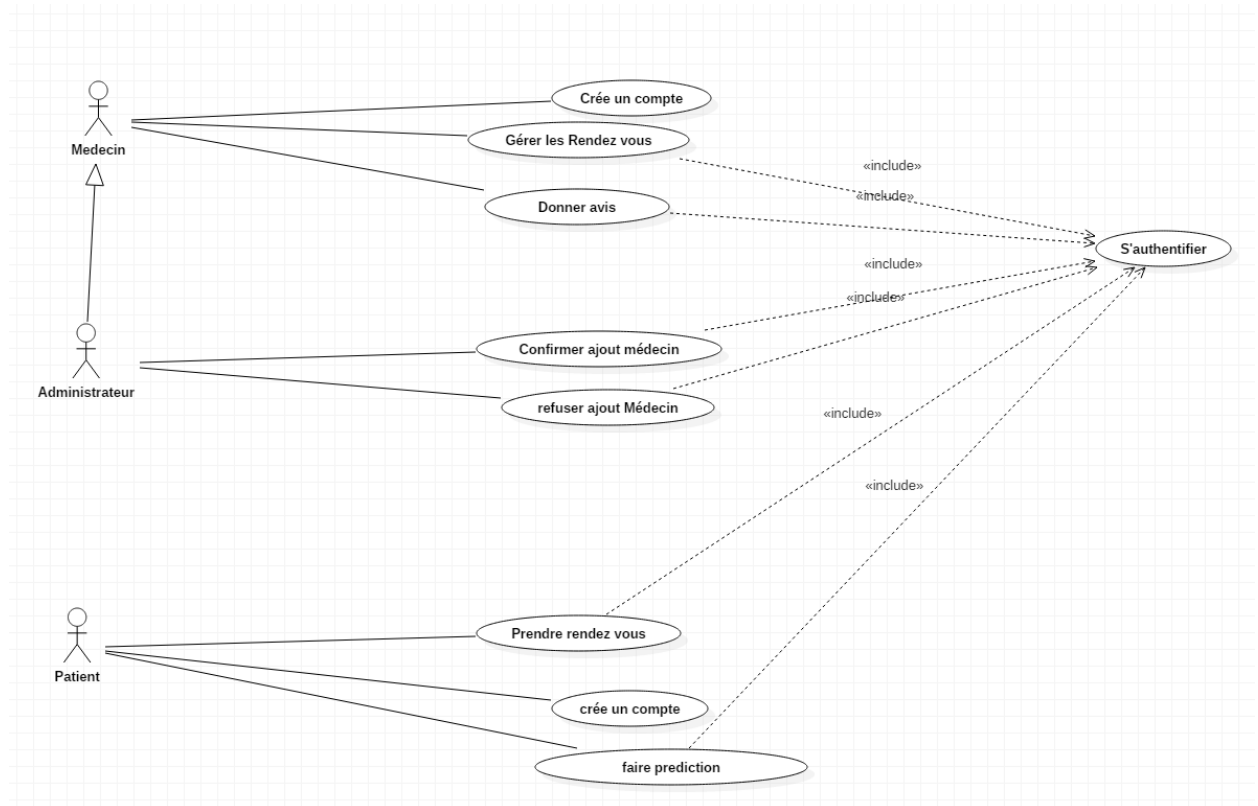 Crée un compte
Medecin
Gérer les Rendez vous
«include»
«include»
Donner avis
S'authentifier
«include»
«include»
Confirmer ajout médecin
Administrateur
refuser ajout Médecin
«include»
«include»
Patient
Prendre rendez vous
crée un compte
faire prediction